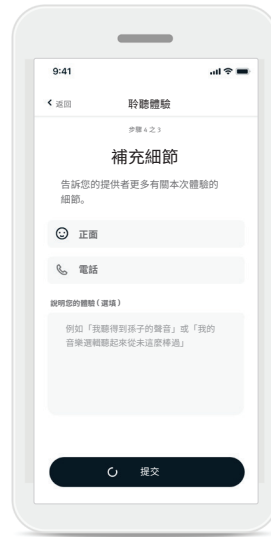 9:41
返回
聆聽體驗
步驟 4 之 3
補充細節
告訴您的提供者更多有關本次體驗的
細節。
正面
電話
說明您的體驗（選填）
例如「我聽得到孫子的聲音」或「我的
音樂邏輯聽起來從未這麼棒過」
提交